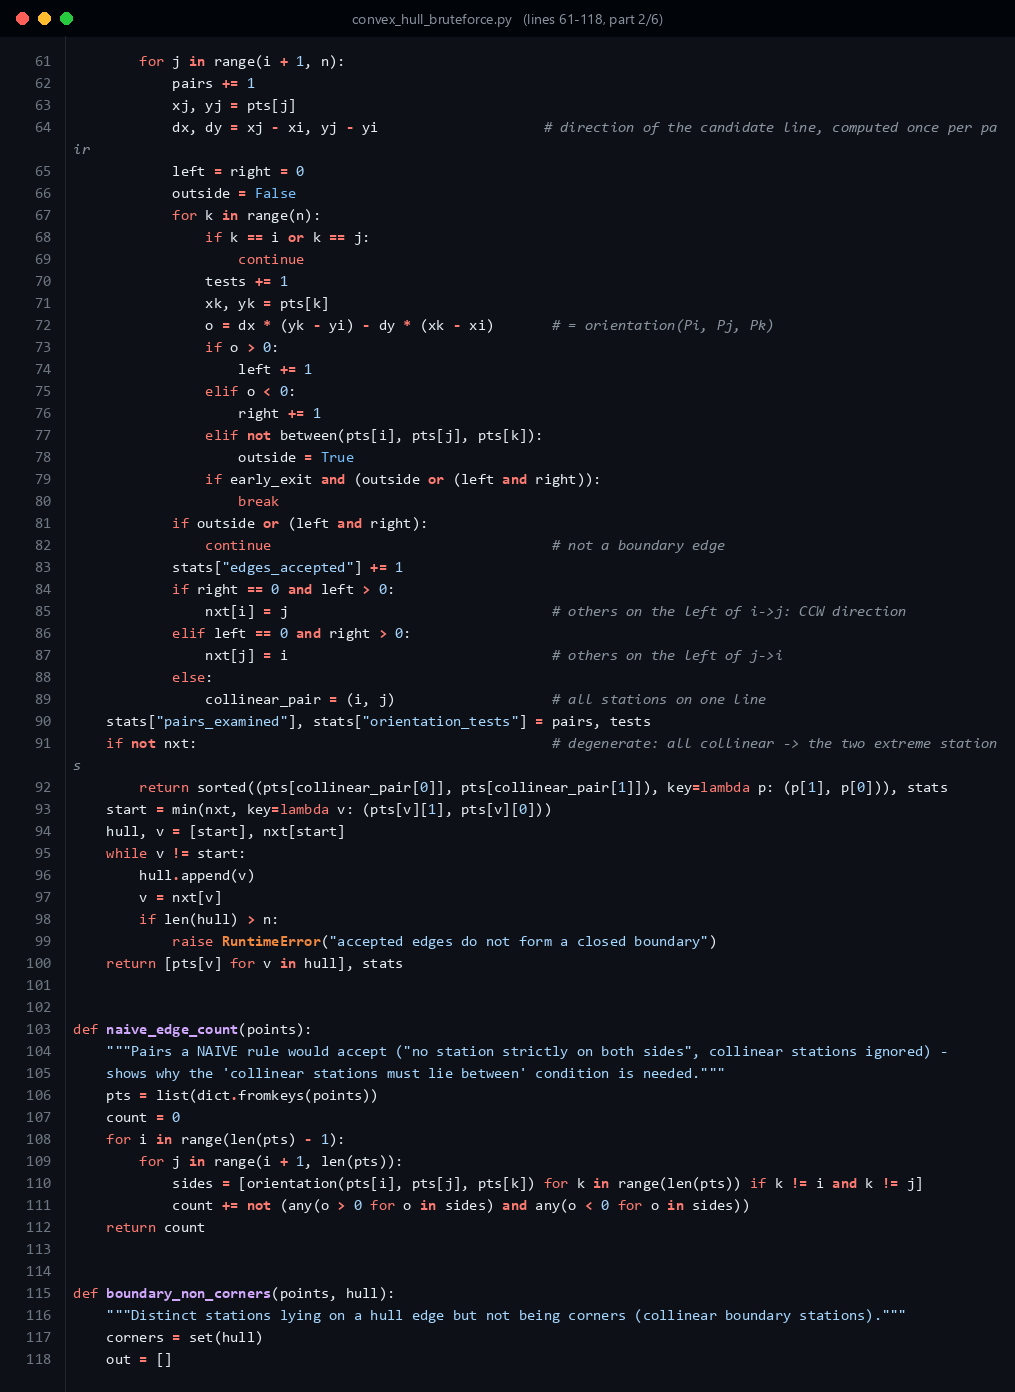 convex_hull_bruteforce.py   (lines 61-118, part 2/6)
61          for j in range(i + 1, n):
62              pairs += 1
63              xj, yj = pts[j]
64              dx, dy = xj - xi, yj - yi                    # direction of the candidate line, computed once per pa
ir
65              left = right = 0
66              outside = False
67              for k in range(n):
68                  if k == i or k == j:
69                      continue
70                  tests += 1
71                  xk, yk = pts[k]
72                  o = dx * (yk - yi) - dy * (xk - xi)       # = orientation(Pi, Pj, Pk)
73                  if o > 0:
74                      left += 1
75                  elif o < 0:
76                      right += 1
77                  elif not between(pts[i], pts[j], pts[k]):
78                      outside = True
79                  if early_exit and (outside or (left and right)):
80                      break
81              if outside or (left and right):
82                  continue                                  # not a boundary edge
83              stats["edges_accepted"] += 1
84              if right == 0 and left > 0:
85                  nxt[i] = j                                # others on the left of i->j: CCW direction
86              elif left == 0 and right > 0:
87                  nxt[j] = i                                # others on the left of j->i
88              else:
89                  collinear_pair = (i, j)                   # all stations on one line
90      stats["pairs_examined"], stats["orientation_tests"] = pairs, tests
91      if not nxt:                                           # degenerate: all collinear -> the two extreme station
s
92          return sorted((pts[collinear_pair[0]], pts[collinear_pair[1]]), key=lambda p: (p[1], p[0])), stats
93      start = min(nxt, key=lambda v: (pts[v][1], pts[v][0]))
94      hull, v = [start], nxt[start]
95      while v != start:
96          hull.append(v)
97          v = nxt[v]
98          if len(hull) > n:
99              raise RuntimeError("accepted edges do not form a closed boundary")
100     return [pts[v] for v in hull], stats
101
102
103 def naive_edge_count(points):
104     """Pairs a NAIVE rule would accept ("no station strictly on both sides", collinear stations ignored) -
105     shows why the 'collinear stations must lie between' condition is needed."""
106     pts = list(dict.fromkeys(points))
107     count = 0
108     for i in range(len(pts) - 1):
109         for j in range(i + 1, len(pts)):
110             sides = [orientation(pts[i], pts[j], pts[k]) for k in range(len(pts)) if k != i and k != j]
111             count += not (any(o > 0 for o in sides) and any(o < 0 for o in sides))
112     return count
113
114
115 def boundary_non_corners(points, hull):
116     """Distinct stations lying on a hull edge but not being corners (collinear boundary stations)."""
117     corners = set(hull)
118     out = []